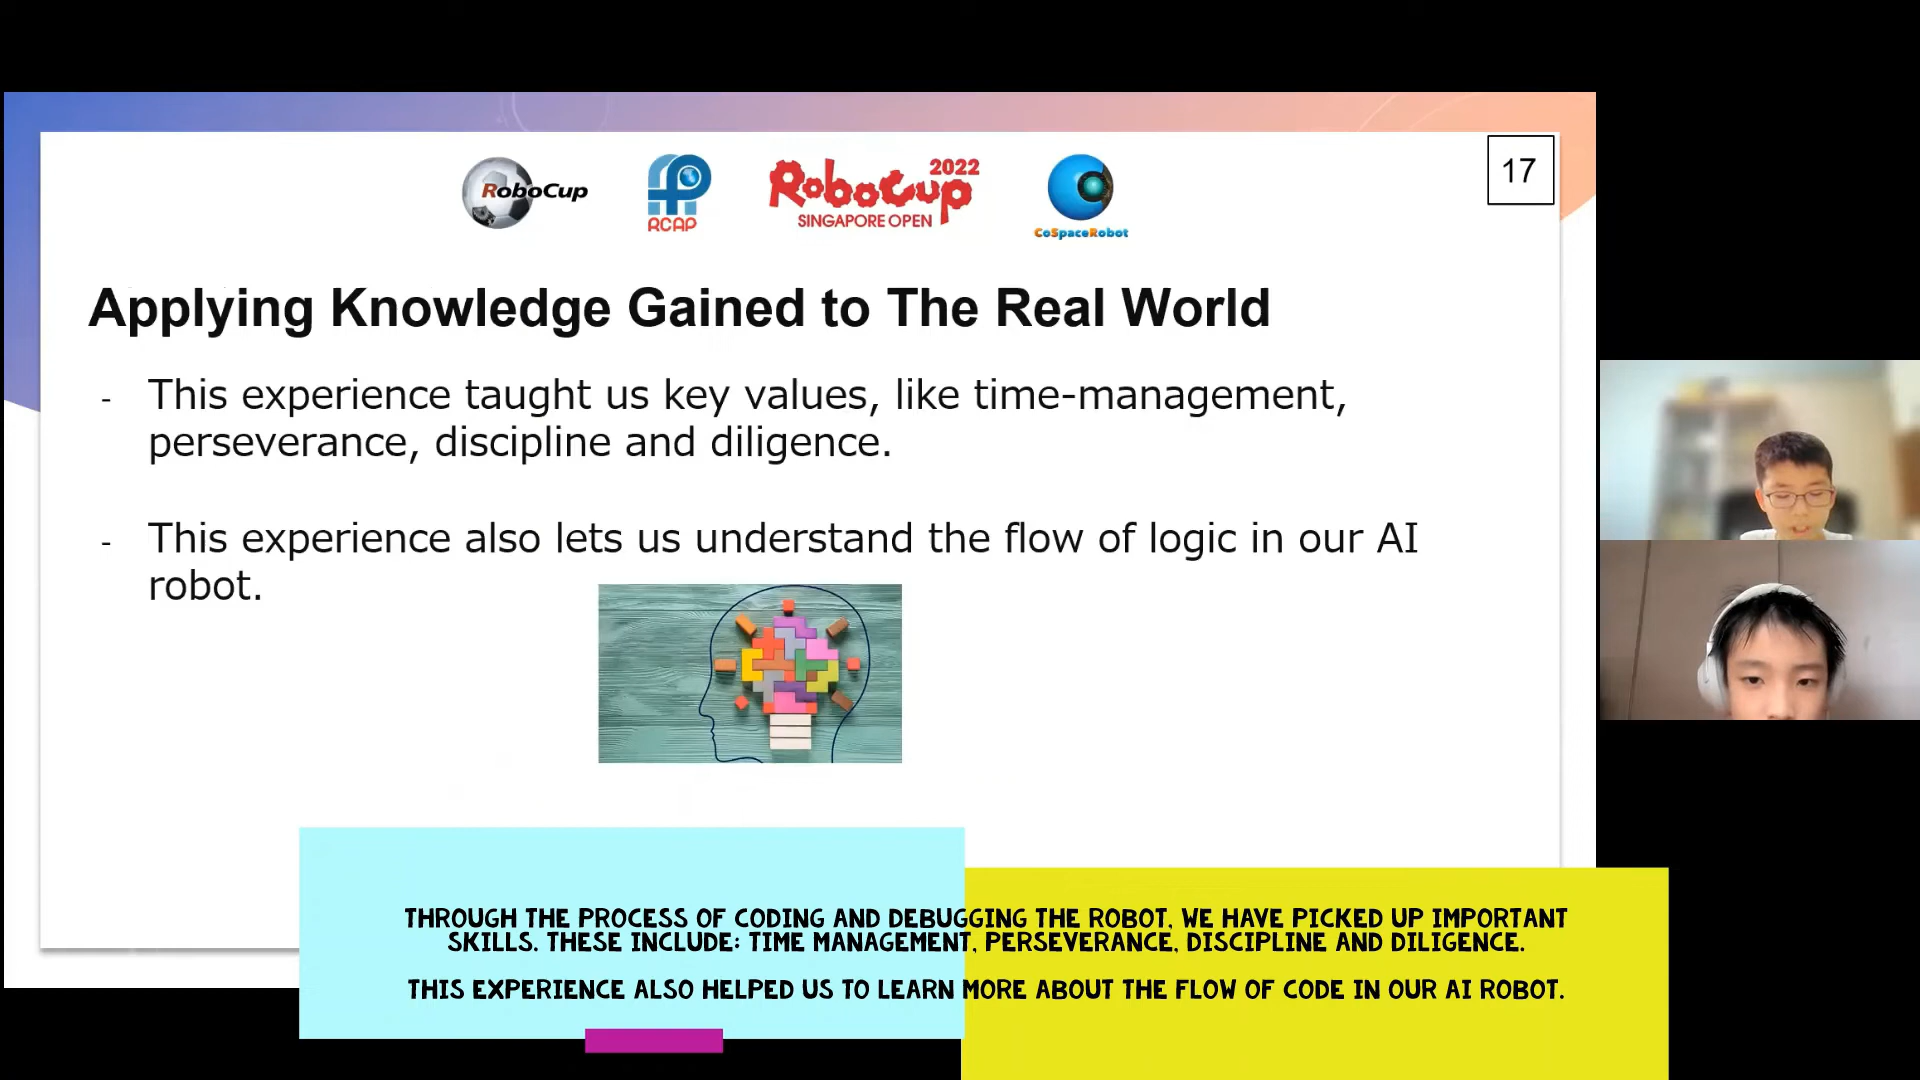 RoboCup
RCAP
RoboCup 2022
SINGAPORE OPEN
CoSpaceRobot
17
Applying Knowledge Gained to The Real World
- This experience taught us key values, like time-management,
perseverance, discipline and diligence.
- This experience also lets us understand the flow of logic in our AI
robot.
THROUGH THE PROCESS OF CODING AND DEBUGGING THE ROBOT, WE HAVE PICKED UP IMPORTANT
SKILLS. THESE INCLUDE: TIME MANAGEMENT, PERSEVERANCE, DISCIPLINE AND DILIGENCE.
THIS EXPERIENCE ALSO HELPED US TO LEARN MORE ABOUT THE FLOW OF CODE IN OUR AI ROBOT.